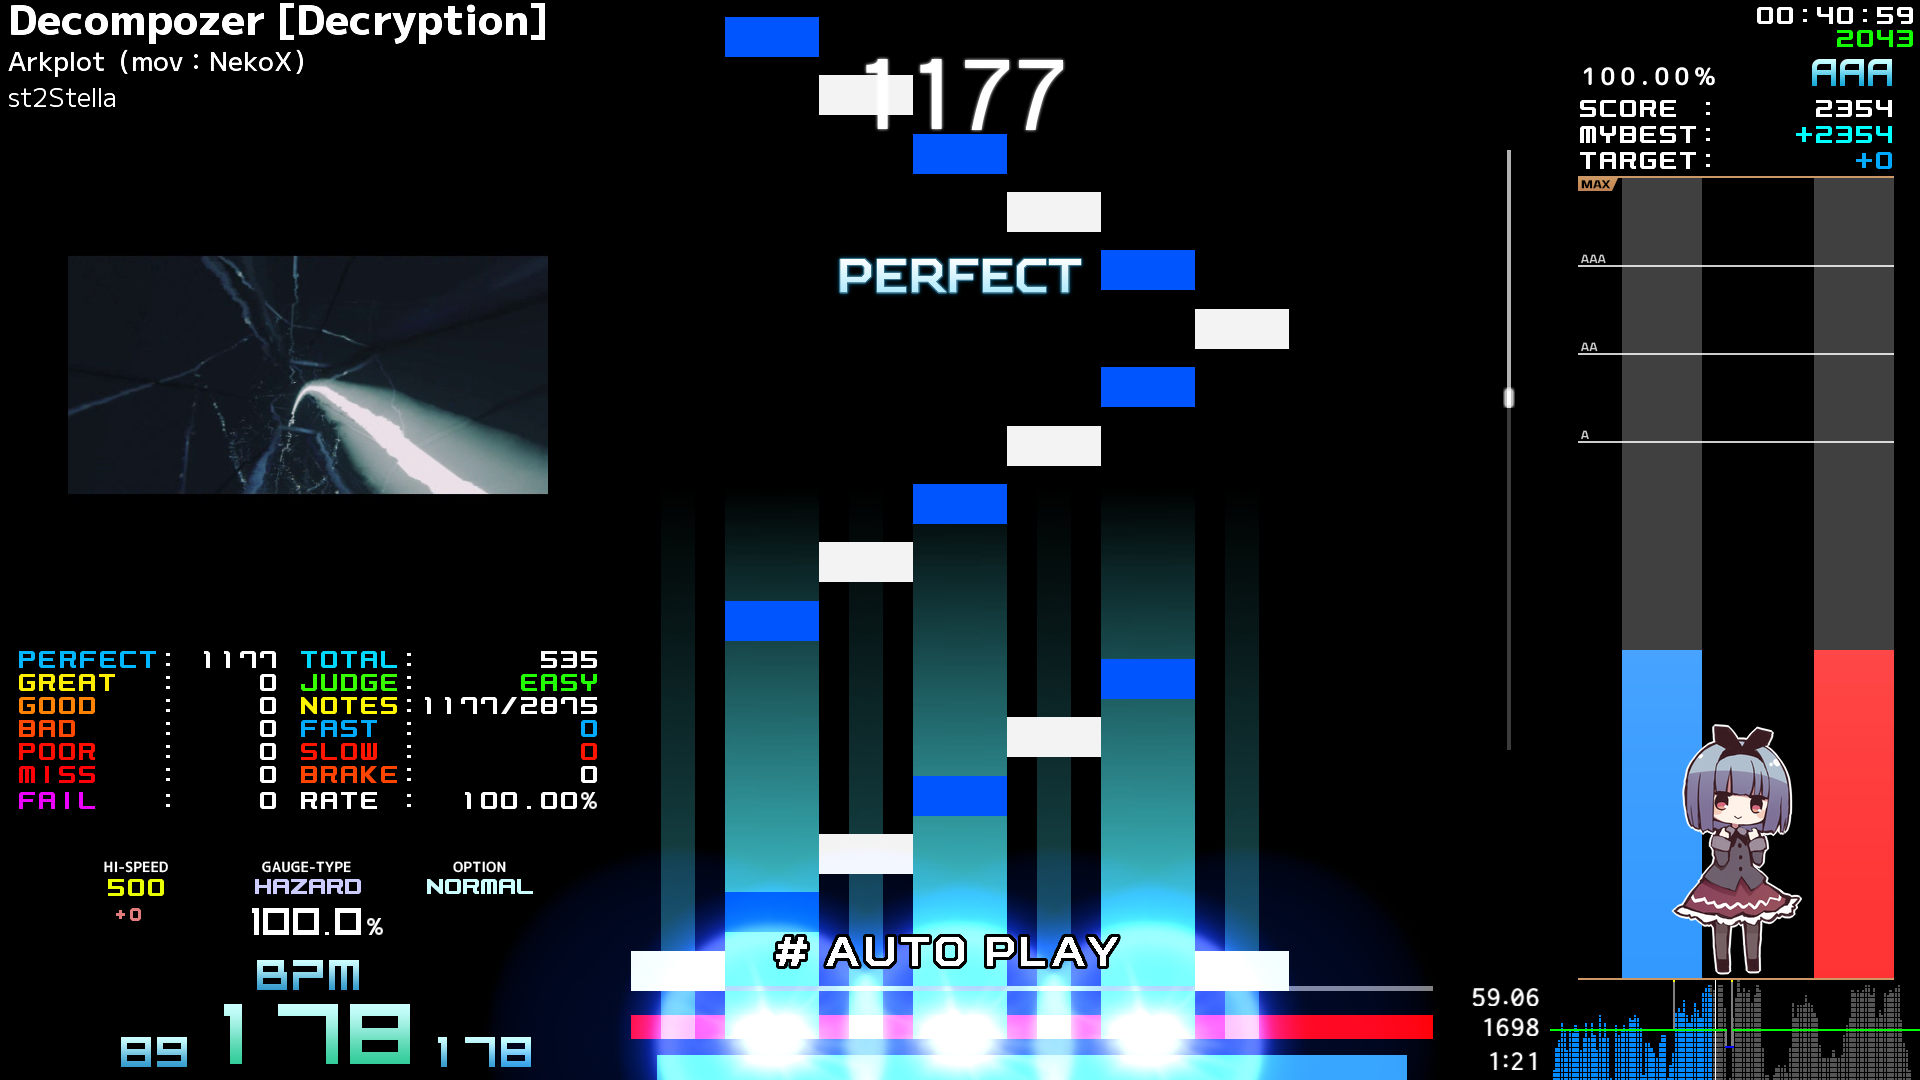 Decompozer [Decryption]
Arkplot (mov : NekoX)
st2Stella
1177
PERFECT
00:40:59
2043
100.00% AAA
SCORE : 2354
MYBEST: +2354
TARGET: +0
MAX
AAA
AA
A
PERFECT : 1177 TOTAL : 535
GREAT : 0 JUDGE : EASY
GOOD : 0 NOTES : 1177/2875
BAD : 0 FAST : 0
POOR : 0 SLOW : 0
MISS : 0 BRAKE : 0
FAIL : 0 RATE : 100.00%
HI-SPEED GAUGE-TYPE OPTION
500 HAZARD NORMAL
+0 100.0%
# AUTO PLAY
BPM
89 178 178
59.06
1698
1:21